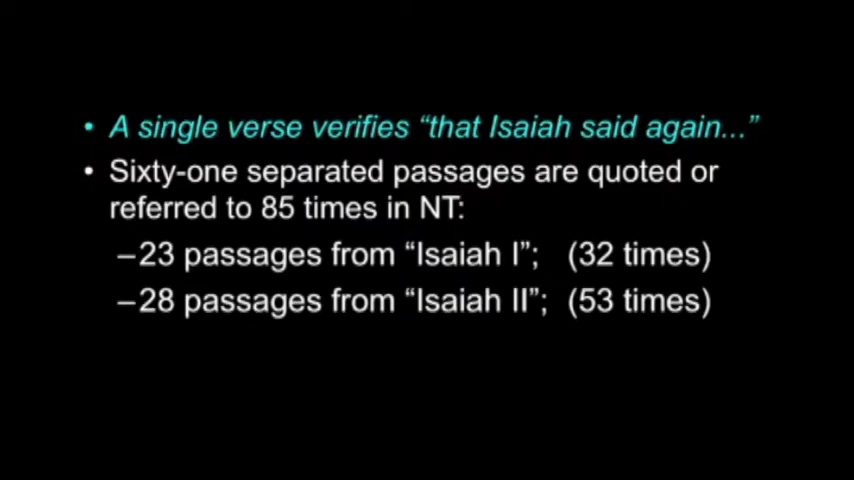 • A single verse verifies “that Isaiah said again...”
• Sixty-one separated passages are quoted or
referred to 85 times in NT:
–23 passages from “Isaiah I”; (32 times)
–28 passages from “Isaiah II”; (53 times)